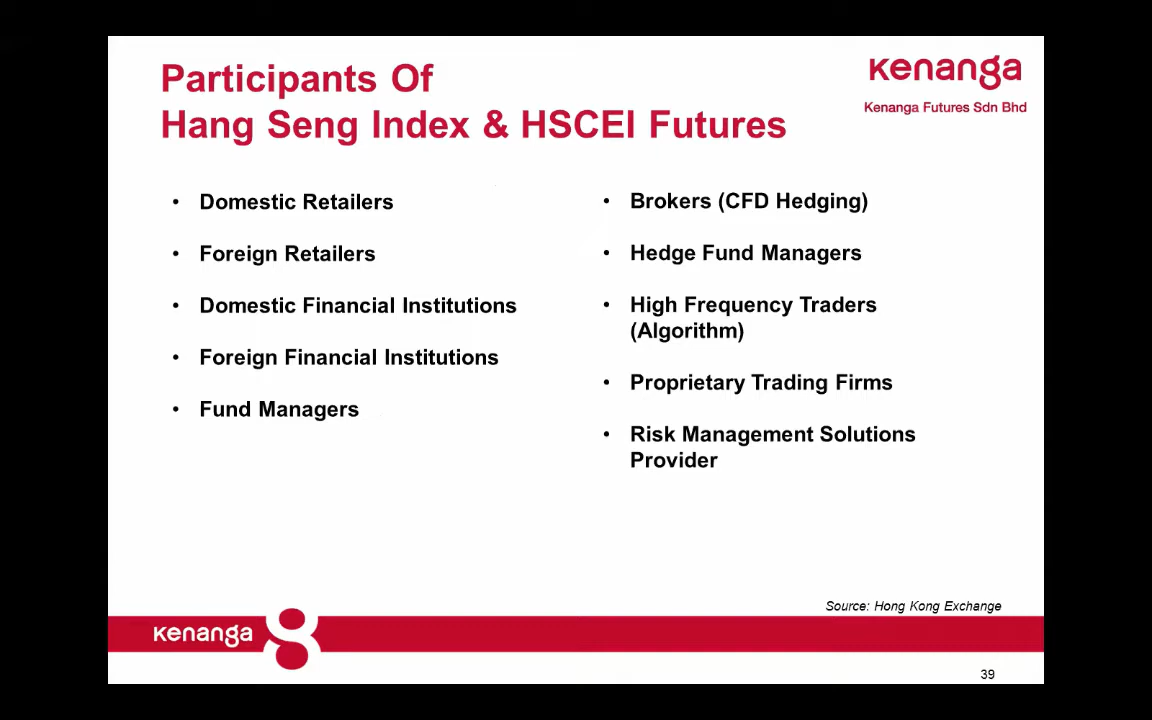 Participants Of
Hang Seng Index & HSCEI Futures
Kenanga
Kenanga Futures Sdn Bhd
• Domestic Retailers
• Foreign Retailers
• Domestic Financial Institutions
• Foreign Financial Institutions
• Fund Managers
• Brokers (CFD Hedging)
• Hedge Fund Managers
• High Frequency Traders
(Algorithm)
• Proprietary Trading Firms
• Risk Management Solutions
Provider
Source: Hong Kong Exchange
Kenanga
39